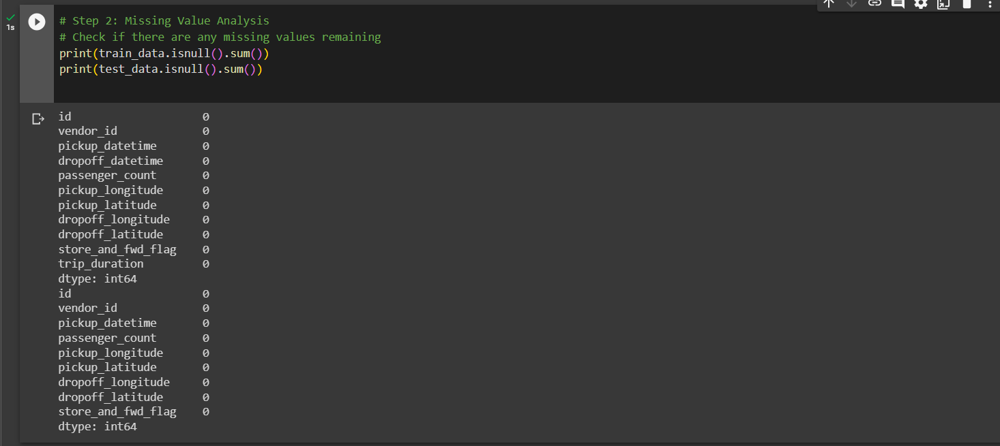 1s
# Step 2: Missing Value Analysis
# Check if there are any missing values remaining
print(train_data.isnull().sum())
print(test_data.isnull().sum())
id 0
vendor_id 0
pickup_datetime 0
dropoff_datetime 0
passenger_count 0
pickup_longitude 0
pickup_latitude 0
dropoff_longitude 0
dropoff_latitude 0
store_and_fwd_flag 0
trip_duration 0
dtype: int64
id 0
vendor_id 0
pickup_datetime 0
passenger_count 0
pickup_longitude 0
pickup_latitude 0
dropoff_longitude 0
dropoff_latitude 0
store_and_fwd_flag 0
dtype: int64